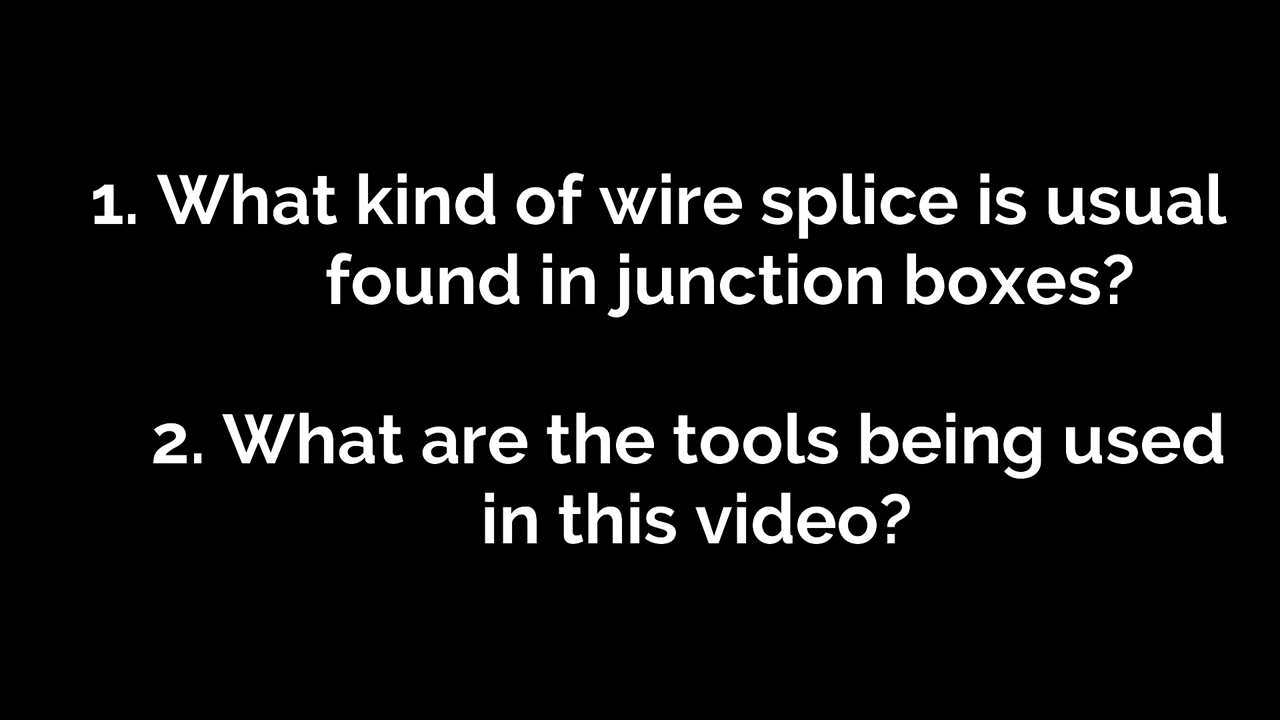 1. What kind of wire splice is usual
found in junction boxes?
2. What are the tools being used
in this video?